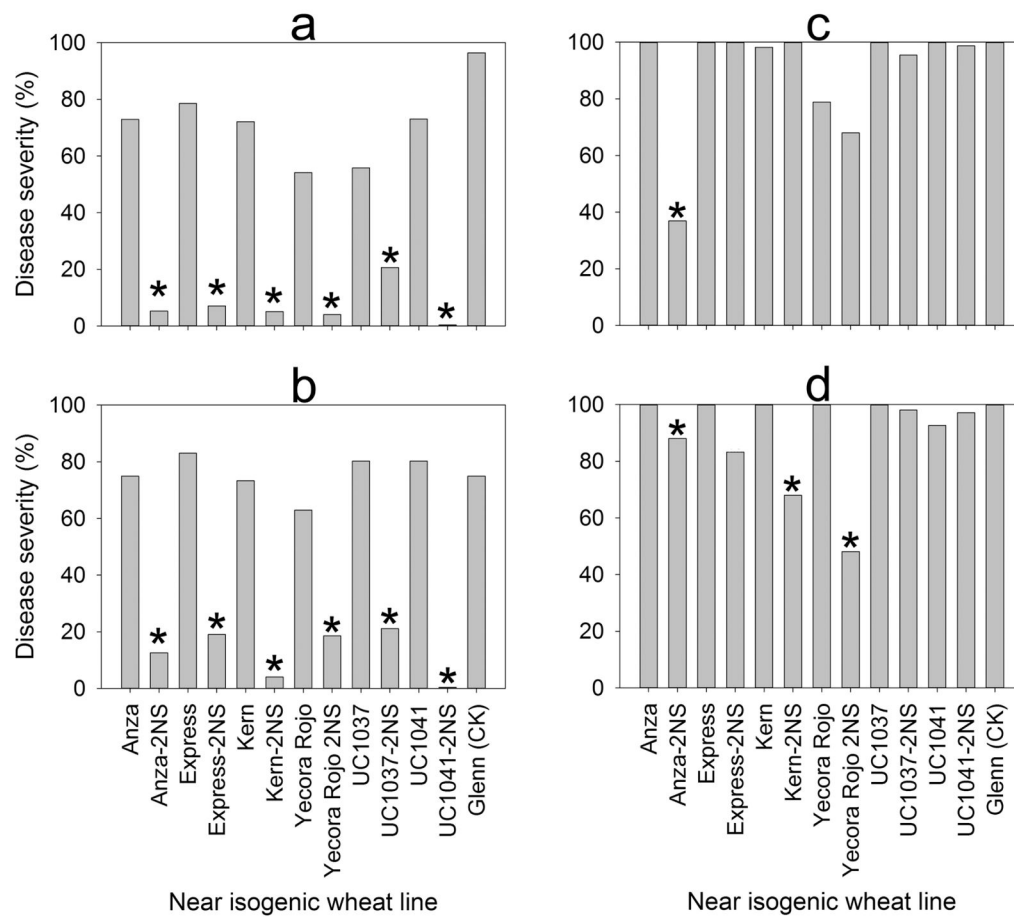 a
Disease severity (%)
100
80
60
40
20
0
* * * * * *
c
100
80
60
40
20
0
*
b
Disease severity (%)
100
80
60
40
20
0
* * * * * *
Anza
Anza-2NS
Express
Express-2NS
Kern
Kern-2NS
Yecora Rojo
Yecora Rojo 2NS
UC1037
UC1037-2NS
UC1041
UC1041-2NS
Glenn (CK)
Near isogenic wheat line
d
100
80
60
40
20
0
* * *
Anza
Anza-2NS
Express
Express-2NS
Kern
Kern-2NS
Yecora Rojo
Yecora Rojo 2NS
UC1037
UC1037-2NS
UC1041
UC1041-2NS
Glenn (CK)
Near isogenic wheat line